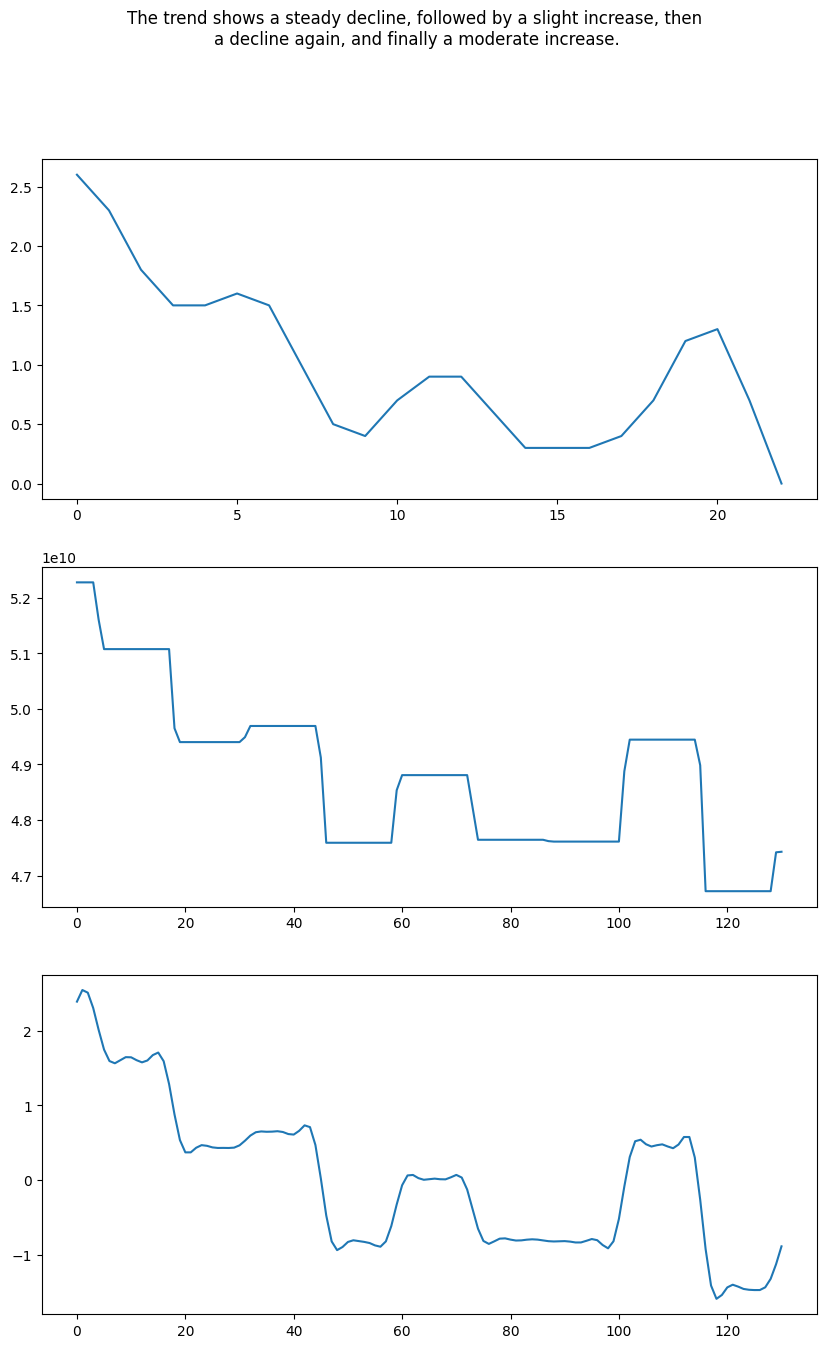 The trend shows a steady decline, followed by a slight increase, then
a decline again, and finally a moderate increase.
2.5
2.0
1.5
1.0
0.5
0.0
0 5 10 15 20
1e10
5.2
5.1
5.0
4.9
4.8
4.7
0 20 40 60 80 100 120
2
1
0
−1
0 20 40 60 80 100 120